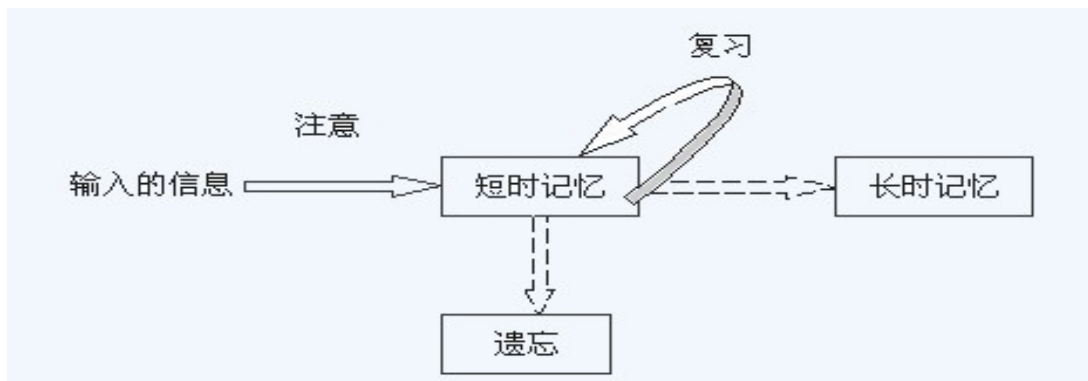 复习
注意
输入的信息
短时记忆
长时记忆
遗忘